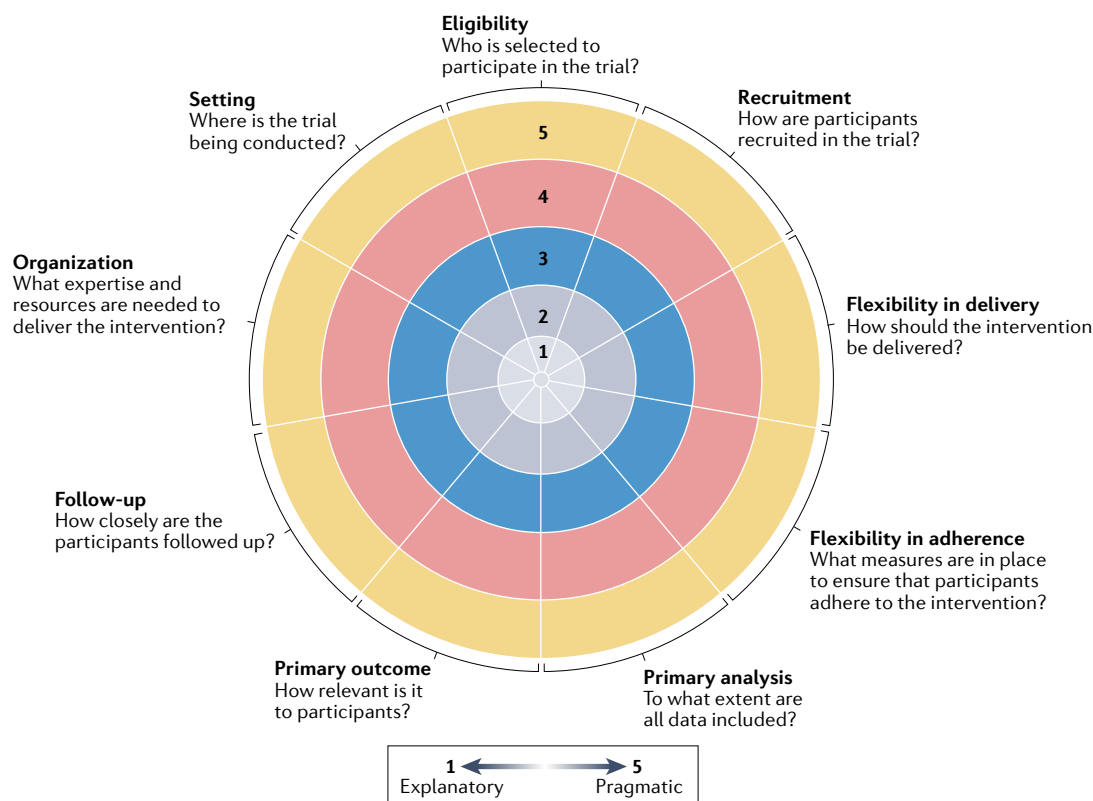 Eligibility
Who is selected to
participate in the trial?
Recruitment
How are participants
recruited in the trial?
Flexibility in delivery
How should the intervention
be delivered?
Flexibility in adherence
What measures are in place
to ensure that participants
adhere to the intervention?
Primary analysis
To what extent are
all data included?
Primary outcome
How relevant is it
to participants?
Follow-up
How closely are the
participants followed up?
Organization
What expertise and
resources are needed to
deliver the intervention?
Setting
Where is the trial
being conducted?
5
4
3
2
1
1 5
Explanatory Pragmatic